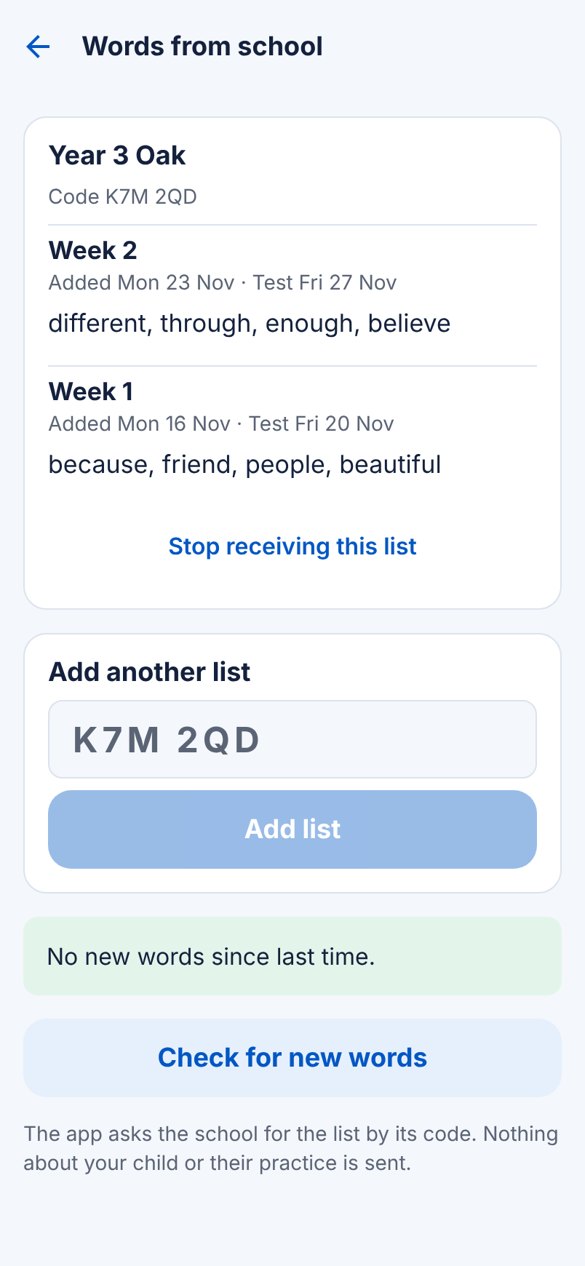 Words from school
Year 3 Oak
Code K7M 2QD
Week 2
Added Mon 23 Nov · Test Fri 27 Nov
different, through, enough, believe
Week 1
Added Mon 16 Nov · Test Fri 20 Nov
because, friend, people, beautiful
Stop receiving this list
Add another list
K7M 2QD
Add list
No new words since last time.
Check for new words
The app asks the school for the list by its code. Nothing
about your child or their practice is sent.